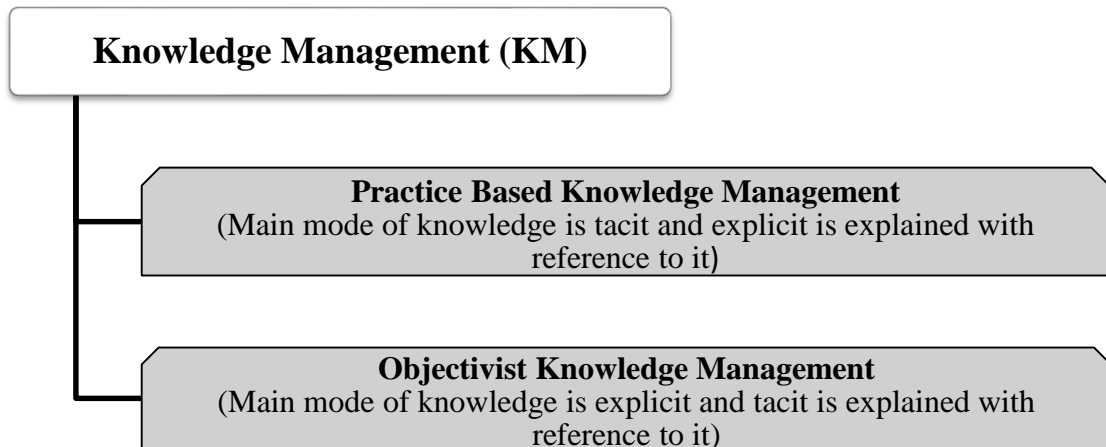 Knowledge Management (KM)
Practice Based Knowledge Management
(Main mode of knowledge is tacit and explicit is explained with
reference to it)
Objectivist Knowledge Management
(Main mode of knowledge is explicit and tacit is explained with
reference to it)